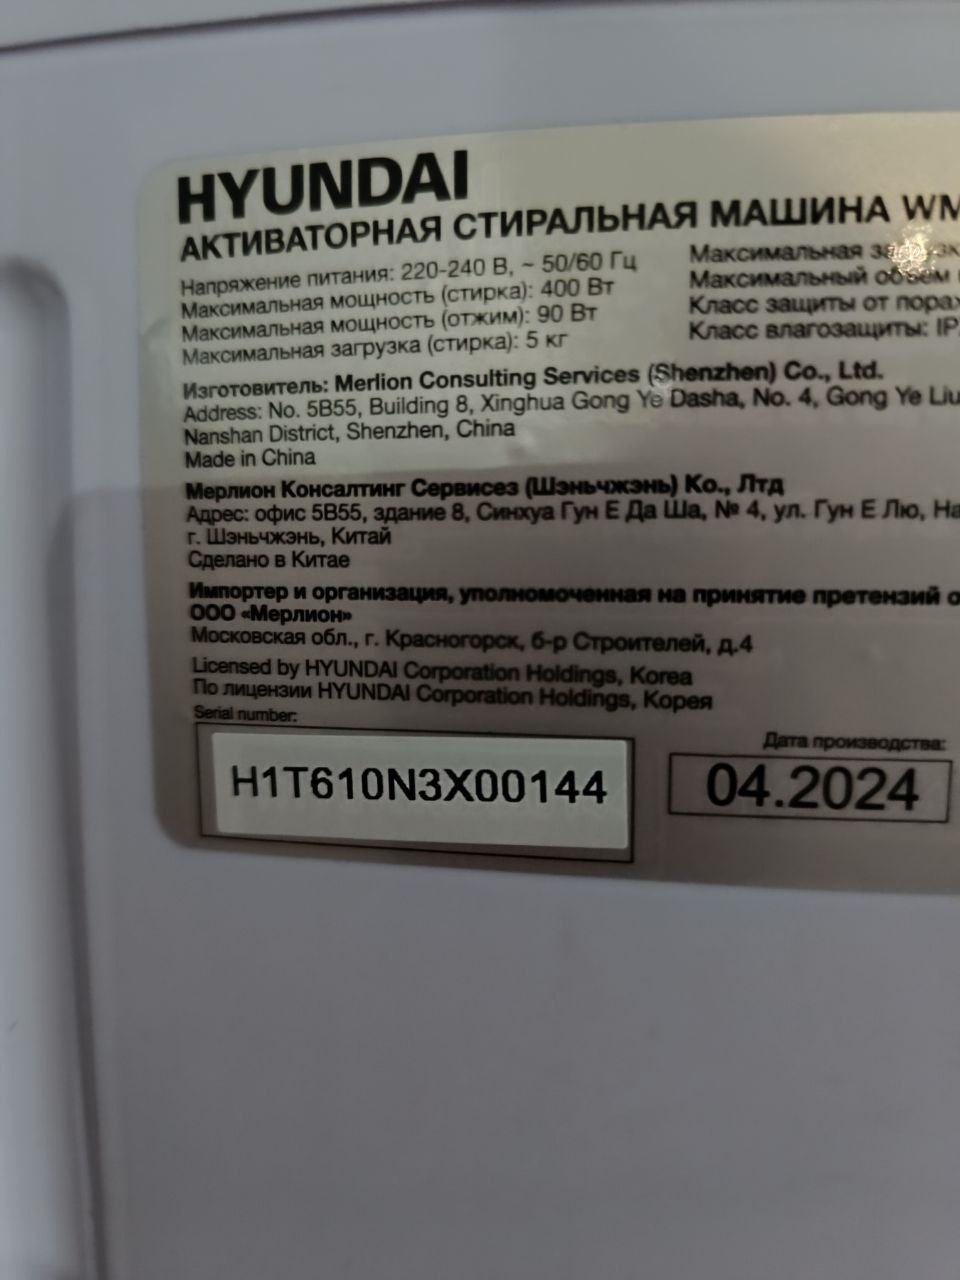 HYUNDAI
АКТИВАТОРНАЯ СТИРАЛЬНАЯ МАШИНА WM
Напряжение питания: 220-240 В, ~ 50/60 Гц
Максимальная мощность (стирка): 400 Вт
Максимальная мощность (отжим): 90 Вт
Максимальная загрузка (стирка): 5 кг
Максимальная
Максимальный объем
Класс защиты от
Класс влагозащиты: IP
Изготовитель: Merlion Consulting Services (Shenzhen) Co., Ltd.
Address: No. 5B55, Building 8, Xinghua Gong Ye Dasha, No. 4, Gong Ye Liu
Nanshan District, Shenzhen, China
Made in China
Мерлион Консалтинг Сервисез (Шэньчжэнь) Ко., Лтд
Адрес: офис 5B55, здание 8, Синхуа Гун Е Да Ша, № 4, ул. Гун Е Лю, На
г. Шэньчжэнь, Китай
Сделано в Китае
Импортер и организация, уполномоченная на принятие претензий о
ООО «Мерлион»
Московская обл., г. Красногорск, б-р Строителей, д.4
Licensed by HYUNDAI Corporation Holdings, Korea
По лицензии HYUNDAI Corporation Holdings, Корея
Serial number:
H1T610N3X00144
Дата производства:
04.2024